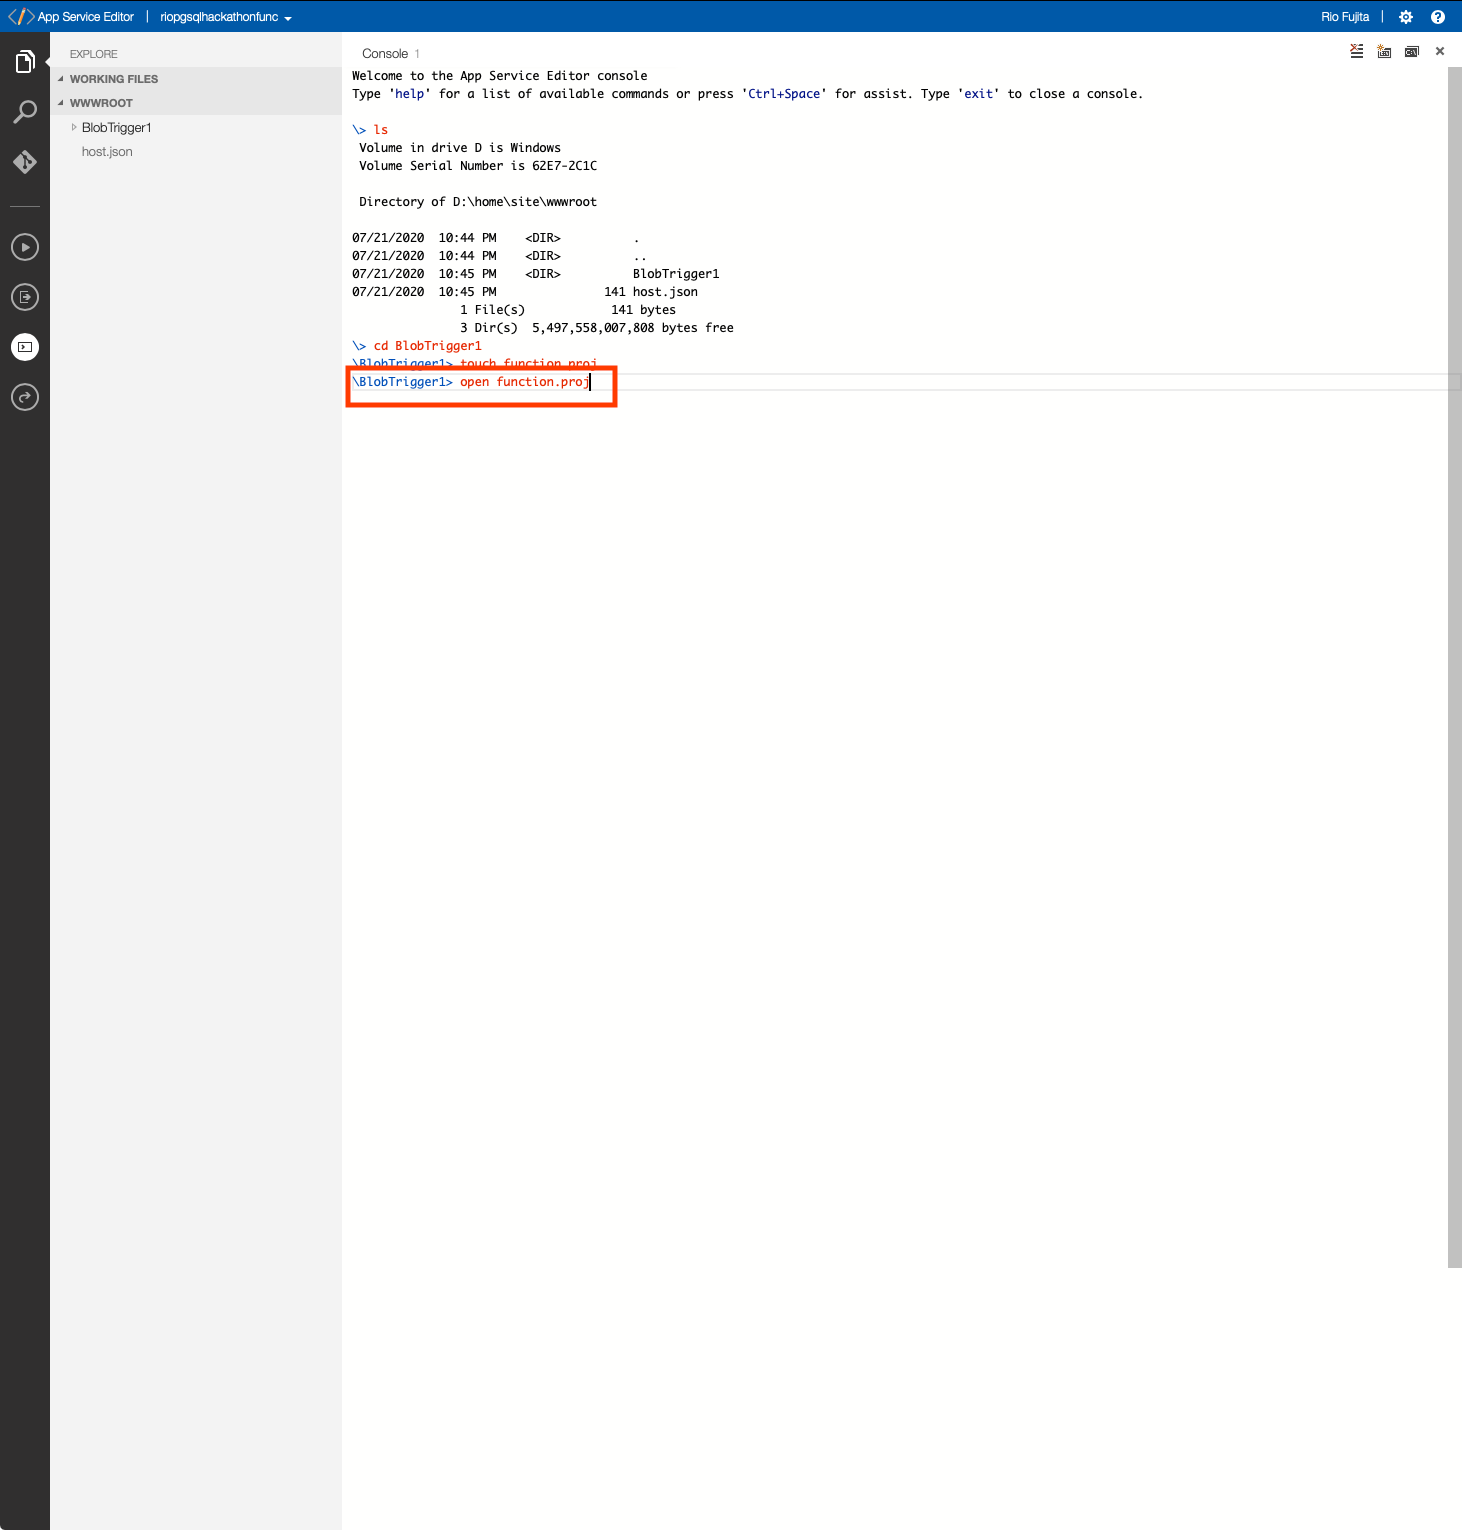 App Service Editor | riopgsqlhackathonfunc
Rio Fujita |
EXPLORE
WORKING FILES
WWWROOT
BlobTrigger1
host.json
Console 1
Welcome to the App Service Editor console
Type 'help' for a list of available commands or press 'Ctrl+Space' for assist. Type 'exit' to close a console.
\> ls
Volume in drive D is Windows
Volume Serial Number is 62E7-2C1C
Directory of D:\home\site\wwwroot
07/21/2020  10:44 PM    <DIR>          .
07/21/2020  10:44 PM    <DIR>          ..
07/21/2020  10:45 PM    <DIR>          BlobTrigger1
07/21/2020  10:45 PM               141 host.json
1 File(s)            141 bytes
3 Dir(s)  5,497,558,007,808 bytes free
\> cd BlobTrigger1
\BlobTrigger1> touch function.proj
\BlobTrigger1> open function.proj